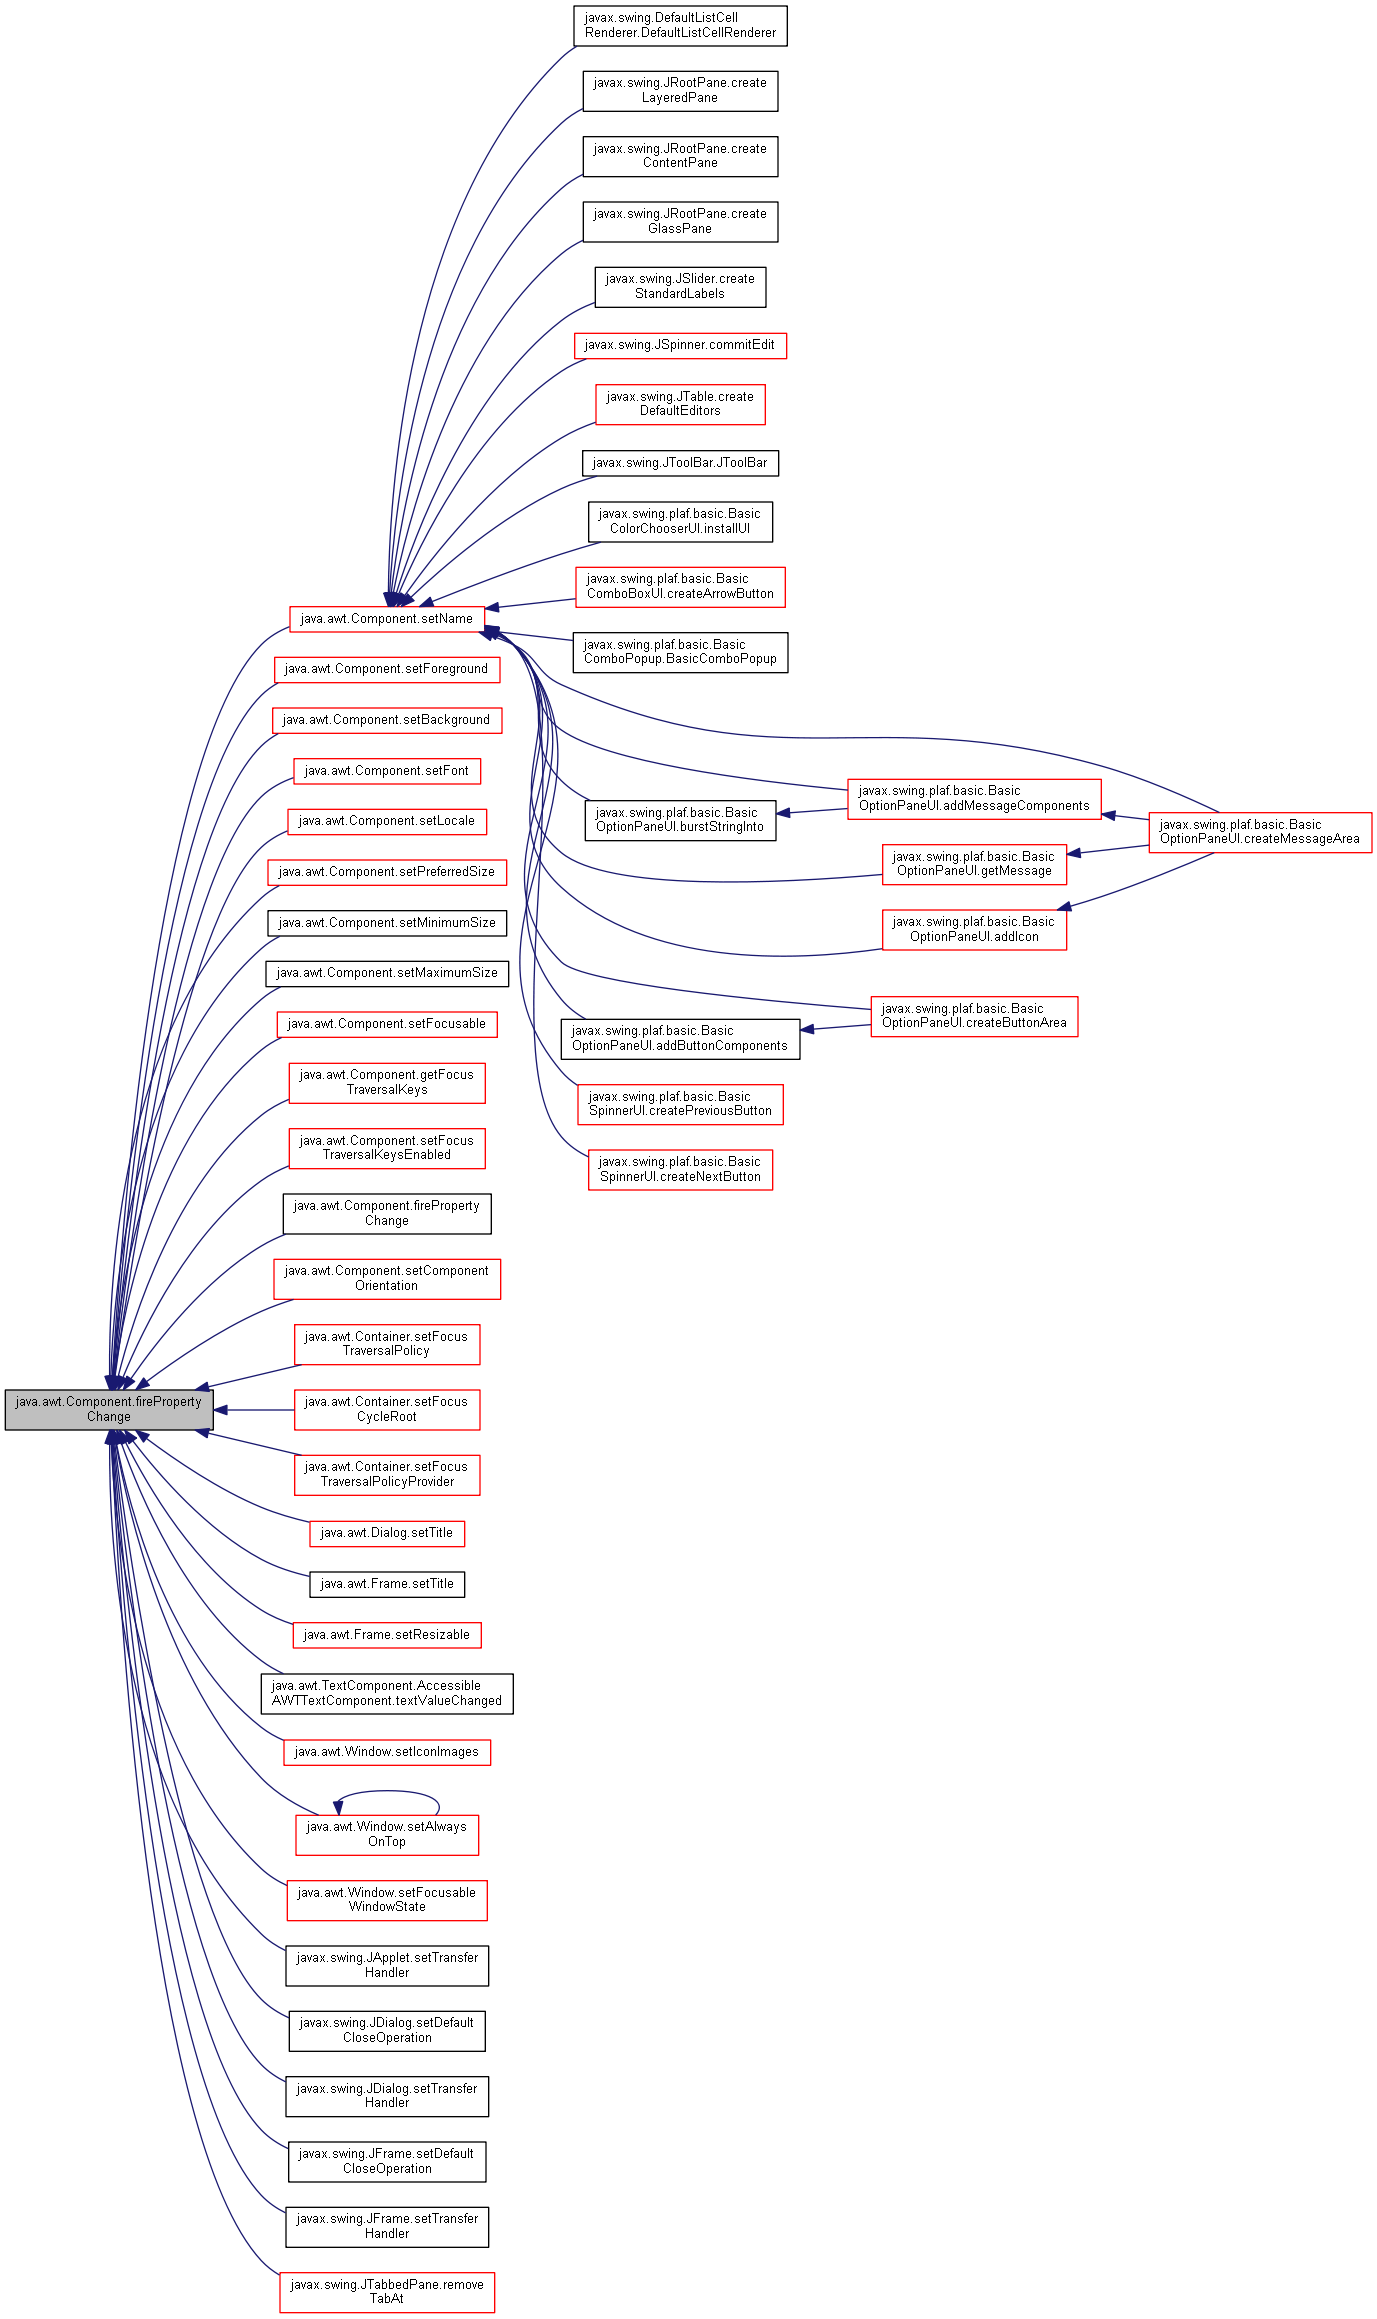 javax.swing.DefaultListCell
Renderer.DefaultListCellRenderer
javax.swing.JRootPane.create
LayeredPane
javax.swing.JRootPane.create
ContentPane
javax.swing.JRootPane.create
GlassPane
javax.swing.JSlider.create
StandardLabels
javax.swing.JSpinner.commitEdit
javax.swing.JTable.create
DefaultEditors
javax.swing.JToolBar.JToolBar
javax.swing.plaf.basic.Basic
ColorChooserUI.installUI
javax.swing.plaf.basic.Basic
ComboBoxUI.createArrowButton
java.awt.Component.setName
javax.swing.plaf.basic.Basic
ComboPopup.BasicComboPopup
java.awt.Component.setForeground
java.awt.Component.setBackground
java.awt.Component.setFont
javax.swing.plaf.basic.Basic
OptionPaneUI.addMessageComponents
javax.swing.plaf.basic.Basic
OptionPaneUI.burstStringInto
java.awt.Component.setLocale
javax.swing.plaf.basic.Basic
OptionPaneUI.createMessageArea
javax.swing.plaf.basic.Basic
OptionPaneUI.getMessage
java.awt.Component.setPreferredSize
java.awt.Component.setMinimumSize
javax.swing.plaf.basic.Basic
OptionPaneUI.addIcon
java.awt.Component.setMaximumSize
javax.swing.plaf.basic.Basic
OptionPaneUI.createButtonArea
java.awt.Component.setFocusable
javax.swing.plaf.basic.Basic
OptionPaneUI.addButtonComponents
java.awt.Component.getFocus
TraversalKeys
javax.swing.plaf.basic.Basic
SpinnerUI.createPreviousButton
java.awt.Component.setFocus
TraversalKeysEnabled
javax.swing.plaf.basic.Basic
SpinnerUI.createNextButton
java.awt.Component.fireProperty
Change
java.awt.Component.setComponent
Orientation
java.awt.Container.setFocus
TraversalPolicy
java.awt.Component.fireProperty
Change
java.awt.Container.setFocus
CycleRoot
java.awt.Container.setFocus
TraversalPolicyProvider
java.awt.Dialog.setTitle
java.awt.Frame.setTitle
java.awt.Frame.setResizable
java.awt.TextComponent.Accessible
AWTTextComponent.textValueChanged
java.awt.Window.setIconImages
java.awt.Window.setAlways
OnTop
java.awt.Window.setFocusable
WindowState
javax.swing.JApplet.setTransfer
Handler
javax.swing.JDialog.setDefault
CloseOperation
javax.swing.JDialog.setTransfer
Handler
javax.swing.JFrame.setDefault
CloseOperation
javax.swing.JFrame.setTransfer
Handler
javax.swing.JTabbedPane.remove
TabAt